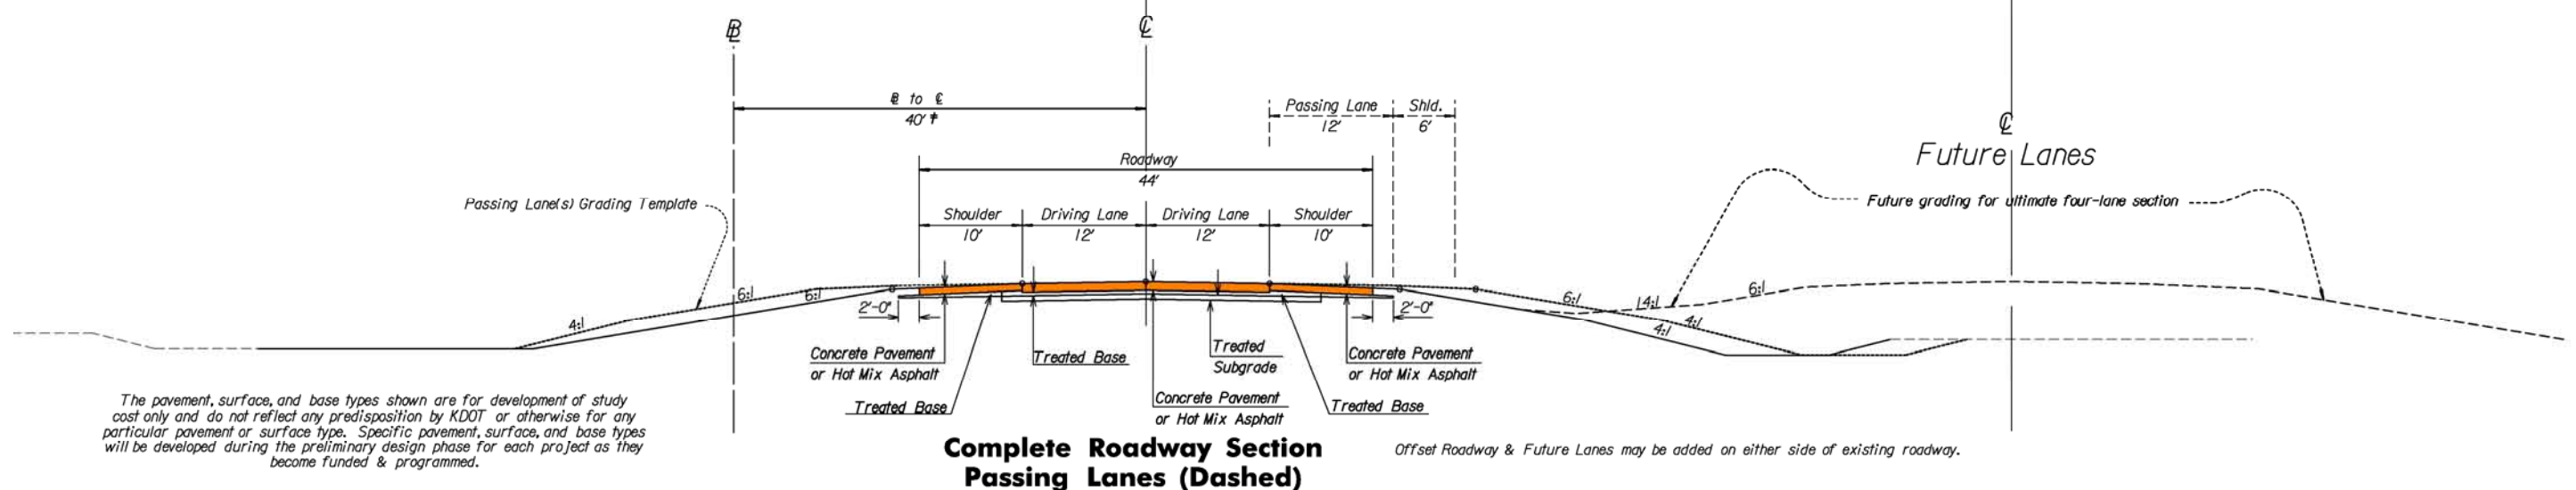 ℄
℄
℄
Future Lanes
Future grading for ultimate four-lane section
B to ℄
40' ‡
Passing Lane
12'
Shld.
6'
Roadway
44'
Passing Lane(s) Grading Template
Shoulder
10'
Driving Lane
12'
Driving Lane
12'
Shoulder
10'
4:1
6:1
6:1
2'-0"
2'-0"
6:1
4:1
4:1
14:1
6:1
Concrete Pavement
or Hot Mix Asphalt
Treated Base
Treated
Subgrade
Concrete Pavement
or Hot Mix Asphalt
Treated Base
Concrete Pavement
or Hot Mix Asphalt
Treated Base
The pavement, surface, and base types shown are for development of study
cost only and do not reflect any predisposition by KDOT or otherwise for any
particular pavement or surface type. Specific pavement, surface, and base types
will be developed during the preliminary design phase for each project as they
become funded & programmed.
Complete Roadway Section
Passing Lanes (Dashed)
Offset Roadway & Future Lanes may be added on either side of existing roadway.